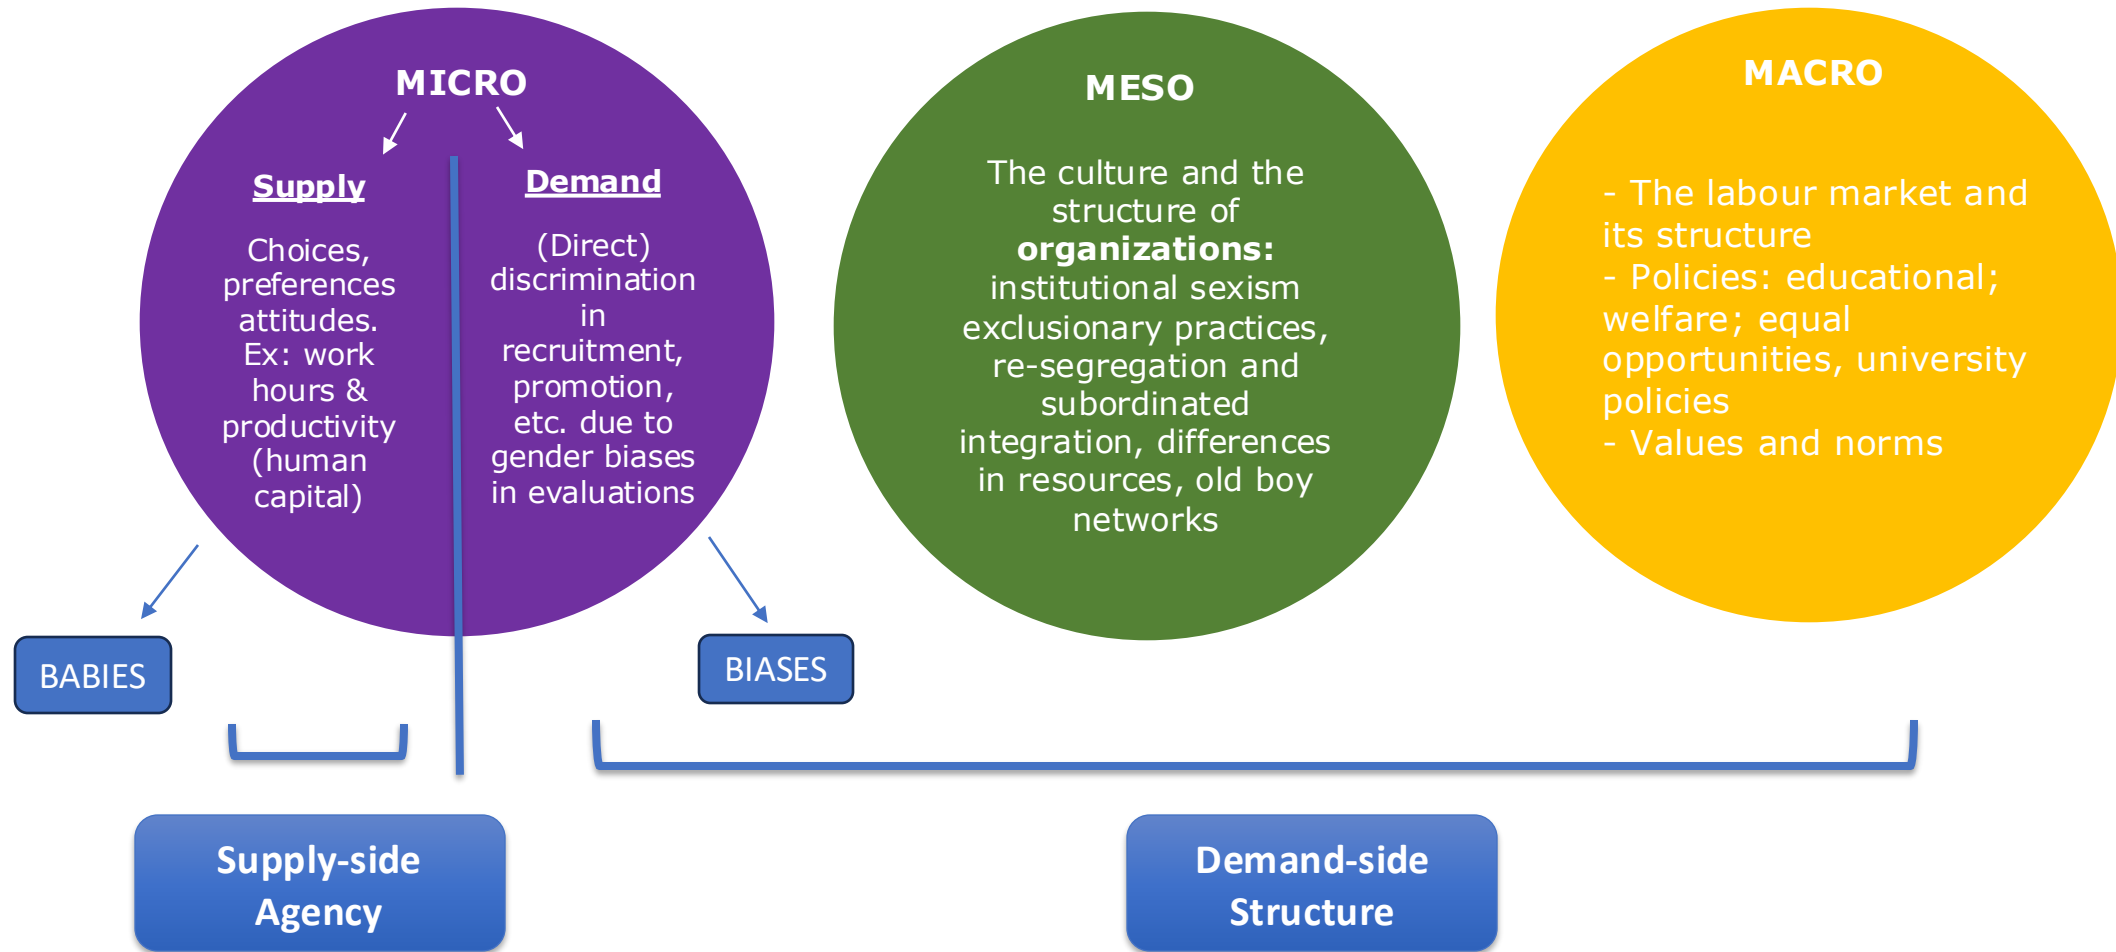 MICRO
Supply
Choices,
preferences
attitudes.
Ex: work
hours &
productivity
(human
capital)
Demand
(Direct)
discrimination
in
recruitment,
promotion,
etc. due to
gender biases
in evaluations
MESO
The culture and the
structure of
organizations:
institutional sexism
exclusionary practices,
re-segregation and
subordinated
integration, differences
in resources, old boy
networks
MACRO
- The labour market and
its structure
- Policies: educational;
welfare; equal
opportunities, university
policies
- Values and norms
BABIES
BIASES
Supply-side
Agency
Demand-side
Structure